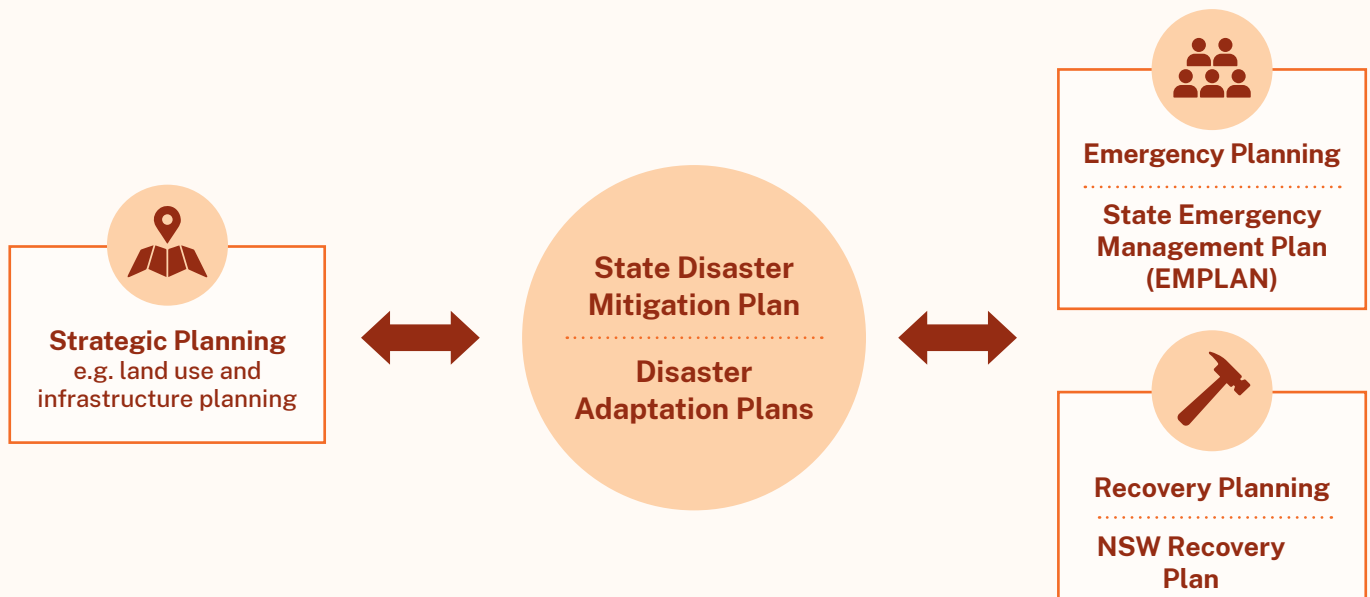 Strategic Planning
e.g. land use and
infrastructure planning
State Disaster
Mitigation Plan
Disaster
Adaptation Plans
Emergency Planning
State Emergency
Management Plan
(EMPLAN)
Recovery Planning
NSW Recovery
Plan